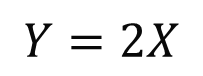 Y = 2X